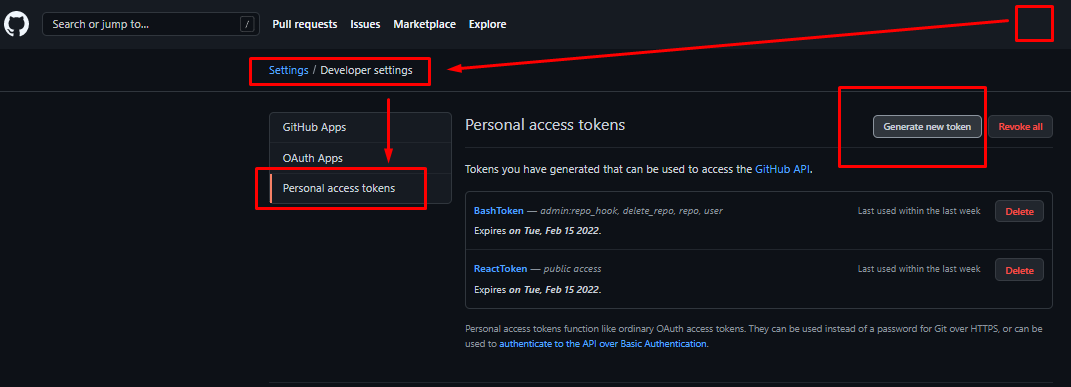 Search or jump to... /
Pull requests Issues Marketplace Explore
Settings / Developer settings
GitHub Apps
OAuth Apps
Personal access tokens
Personal access tokens
Generate new token
Revoke all
Tokens you have generated that can be used to access the GitHub API.
BashToken — admin:repo_hook, delete_repo, repo, user
Last used within the last week
Delete
Expires on Tue, Feb 15 2022.
ReactToken — public access
Last used within the last week
Delete
Expires on Tue, Feb 15 2022.
Personal access tokens function like ordinary OAuth access tokens. They can be used instead of a password for Git over HTTPS, or can be
used to authenticate to the API over Basic Authentication.